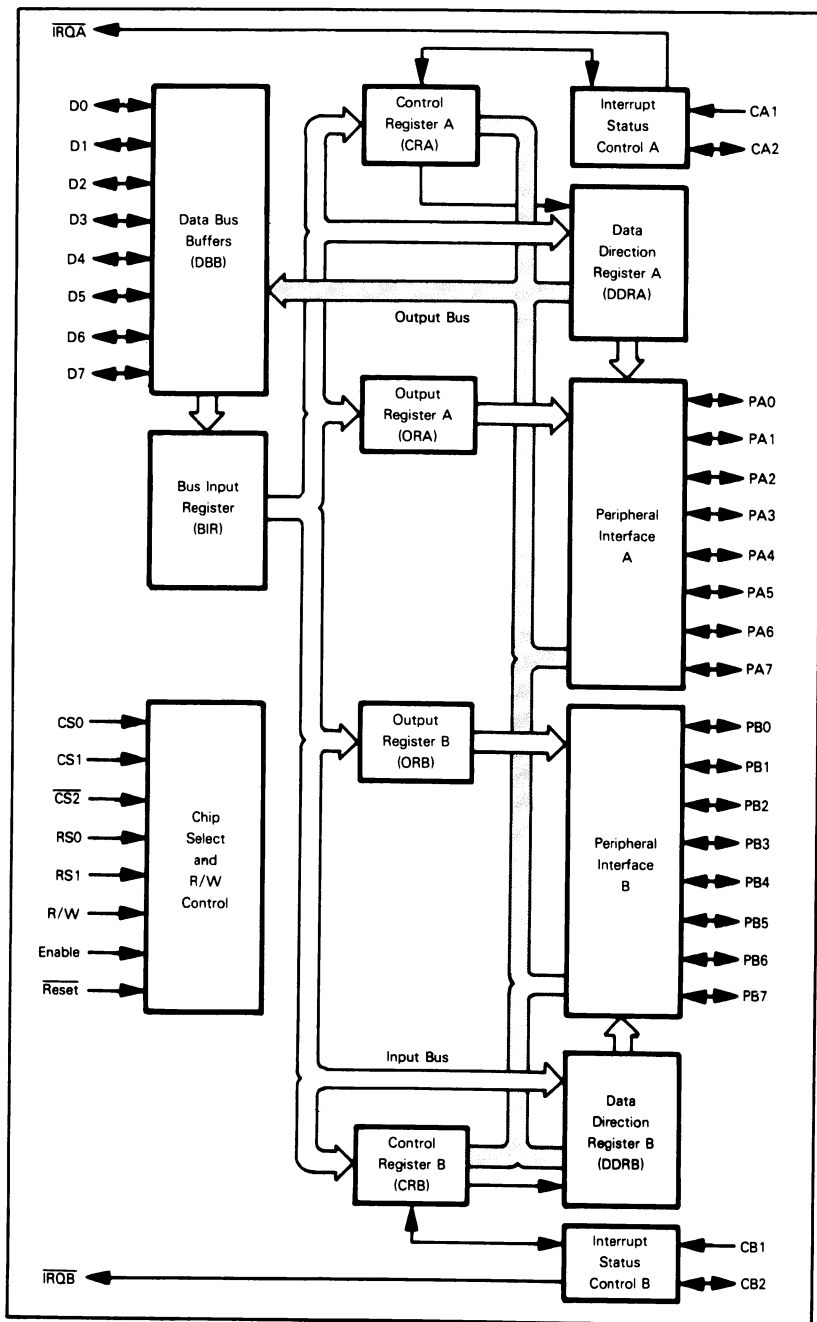 IRQA
D0
D1
D2
D3
D4
D5
D6
D7
Data Bus
Buffers
(DBB)
Control
Register A
(CRA)
Interrupt
Status
Control A
CA1
CA2
Data
Direction
Register A
(DDRA)
Output Bus
Output
Register A
(ORA)
Bus Input
Register
(BIR)
Peripheral
Interface
A
PA0
PA1
PA2
PA3
PA4
PA5
PA6
PA7
CS0
CS1
CS2
RS0
RS1
R/W
Enable
Reset
Chip
Select
and
R/W
Control
Output
Register B
(ORB)
Peripheral
Interface
B
PB0
PB1
PB2
PB3
PB4
PB5
PB6
PB7
Input Bus
Control
Register B
(CRB)
Data
Direction
Register B
(DDRB)
Interrupt
Status
Control B
CB1
CB2
IRQB